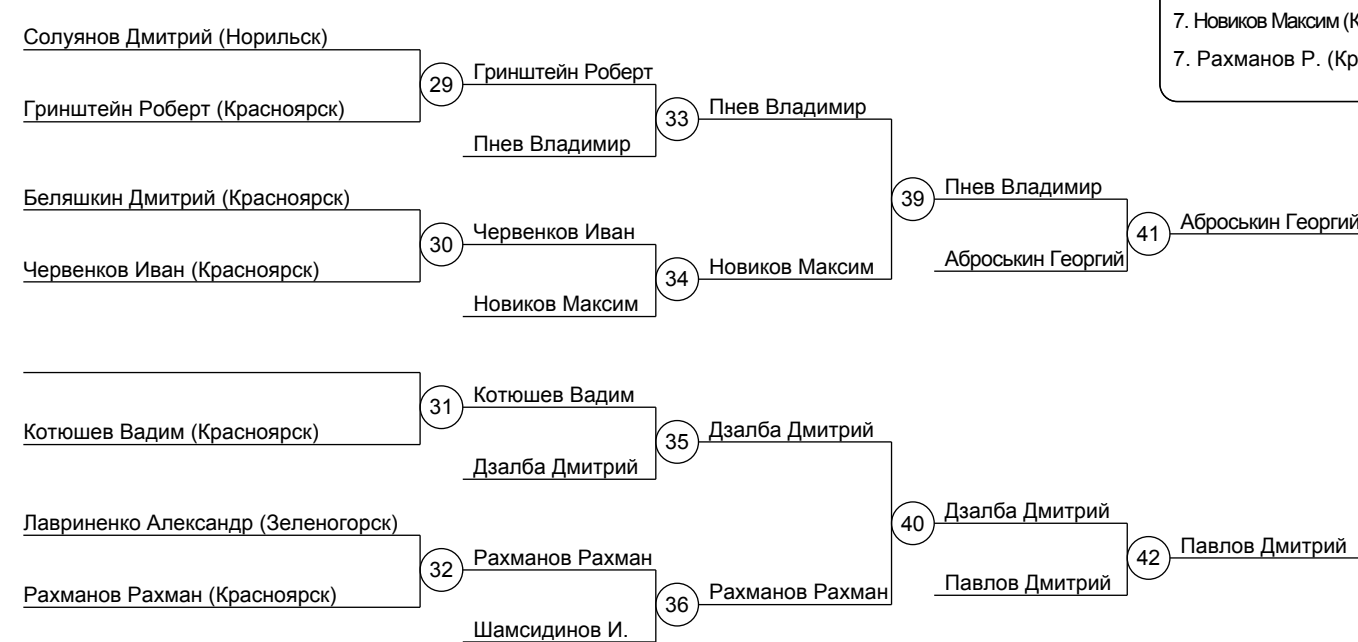 7. Новиков Максим (К
7. Рахманов Р. (Кр
Солуянов Дмитрий (Норильск)
29
Гринштейн Роберт
Гринштейн Роберт (Красноярск)
33
Пнев Владимир
Пнев Владимир
Беляшкин Дмитрий (Красноярск)
39
Пнев Владимир
30
Червенков Иван
41
Аброськин Георгий
Червенков Иван (Красноярск)
34
Новиков Максим
Аброськин Георгий
Новиков Максим
31
Котюшев Вадим
Котюшев Вадим (Красноярск)
35
Дзалба Дмитрий
Дзалба Дмитрий
Лавриненко Александр (Зеленогорск)
40
Дзалба Дмитрий
32
Рахманов Рахман
42
Павлов Дмитрий
Рахманов Рахман (Красноярск)
36
Рахманов Рахман
Павлов Дмитрий
Шамсидинов И.